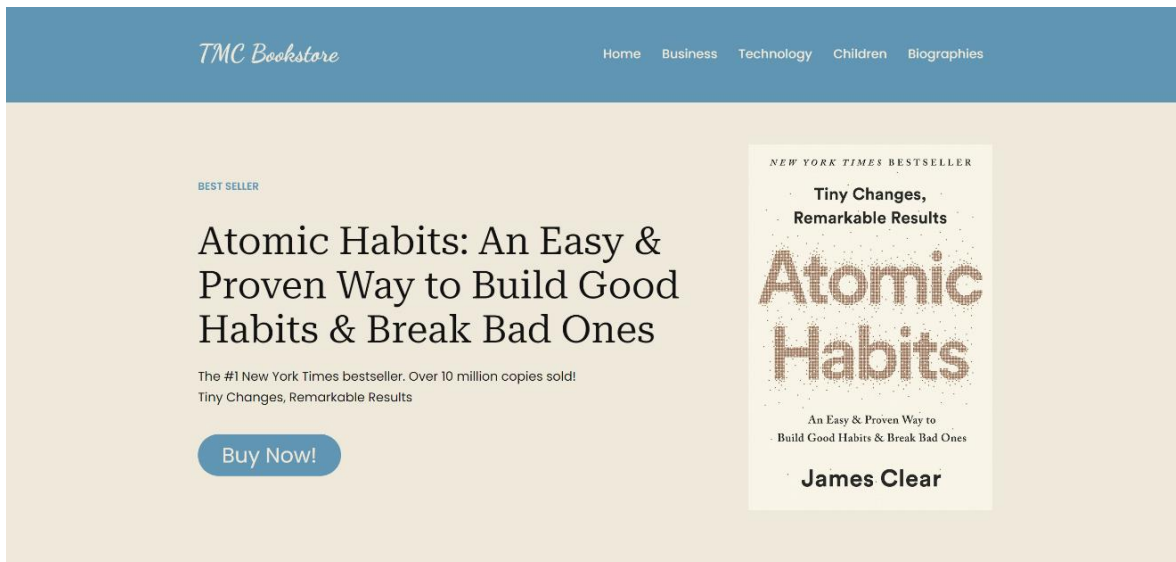 TMC Bookstore
Home Business Technology Children Biographies
BEST SELLER
Atomic Habits: An Easy &
Proven Way to Build Good
Habits & Break Bad Ones
The #1 New York Times bestseller. Over 10 million copies sold!
Tiny Changes, Remarkable Results
Buy Now!
NEW YORK TIMES BESTSELLER
Tiny Changes,
Remarkable Results
Atomic
Habits
An Easy & Proven Way to
Build Good Habits & Break Bad Ones
James Clear